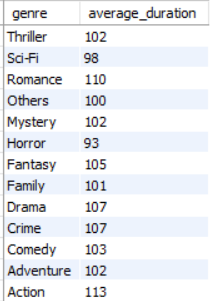 genre average_duration
Thriller 102
Sci-Fi 98
Romance 110
Others 100
Mystery 102
Horror 93
Fantasy 105
Family 101
Drama 107
Crime 107
Comedy 103
Adventure 102
Action 113